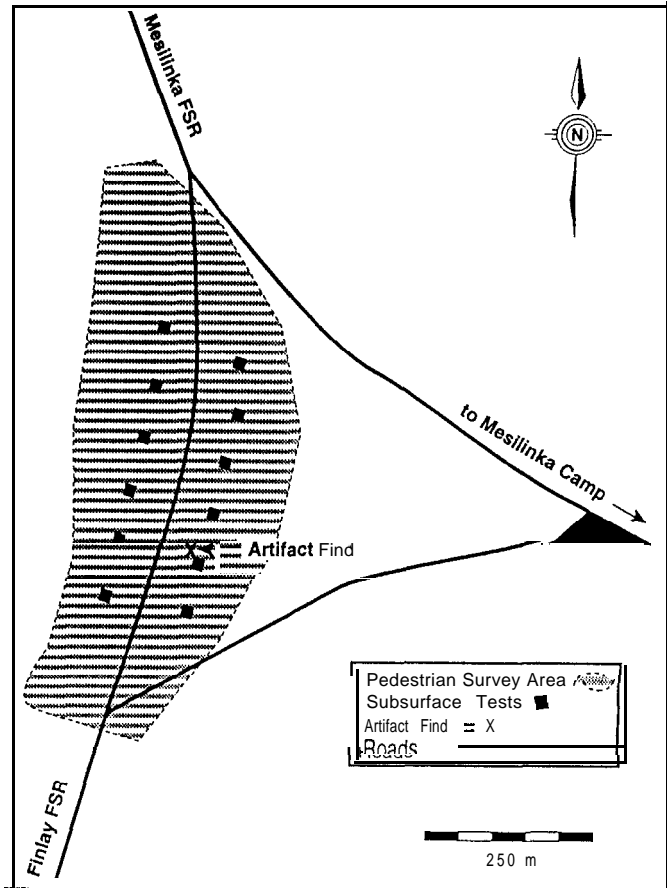 Mesilinka FSR
N
to Mesilinka Camp
X
Artifact Find
Pedestrian Survey Area
Subsurface Tests
Artifact Find = X
Roads
Finlay FSR
250 m